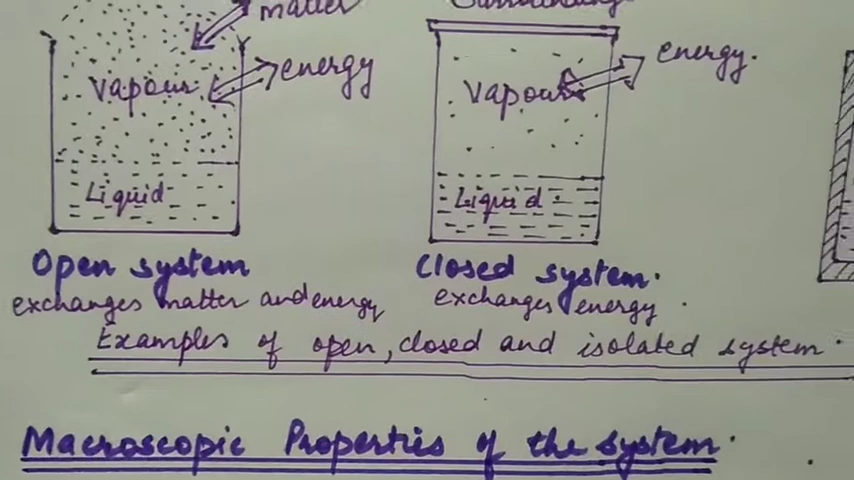 matter
Surroundings
vapour energy
Vapour energy.
Liquid
Liquid
Open system
exchanges matter and energy
Closed system.
exchanges energy.
Examples of open, closed and isolated system.
Macroscopic Properties of the system.